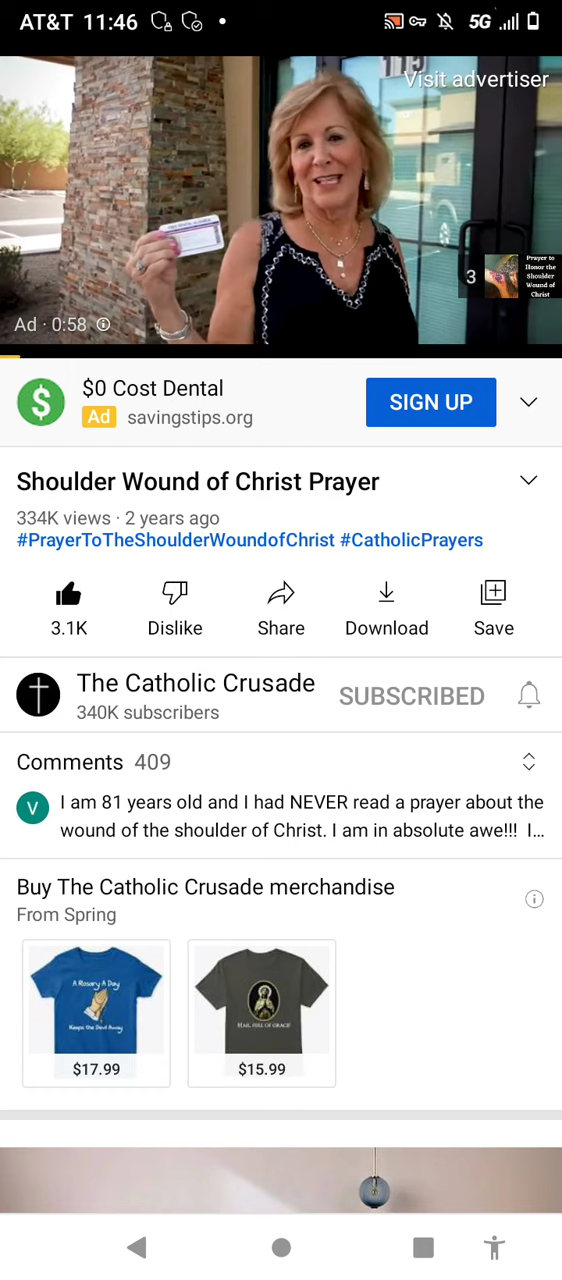 AT&T 11:46
5G
115
Visit advertiser
3
Prayer to
Honor the
Shoulder
Wound of
Christ
Ad · 0:58
$0 Cost Dental
Ad savingstips.org
SIGN UP
Shoulder Wound of Christ Prayer
334K views · 2 years ago
#PrayerToTheShoulderWoundofChrist #CatholicPrayers
3.1K
Dislike
Share
Download
Save
The Catholic Crusade
340K subscribers
SUBSCRIBED
Comments 409
V
I am 81 years old and I had NEVER read a prayer about the
wound of the shoulder of Christ. I am in absolute awe!!! I...
Buy The Catholic Crusade merchandise
From Spring
A Rosary A Day
Keeps the Devil Away
$17.99
HAIL, FULL OF GRACE
$15.99